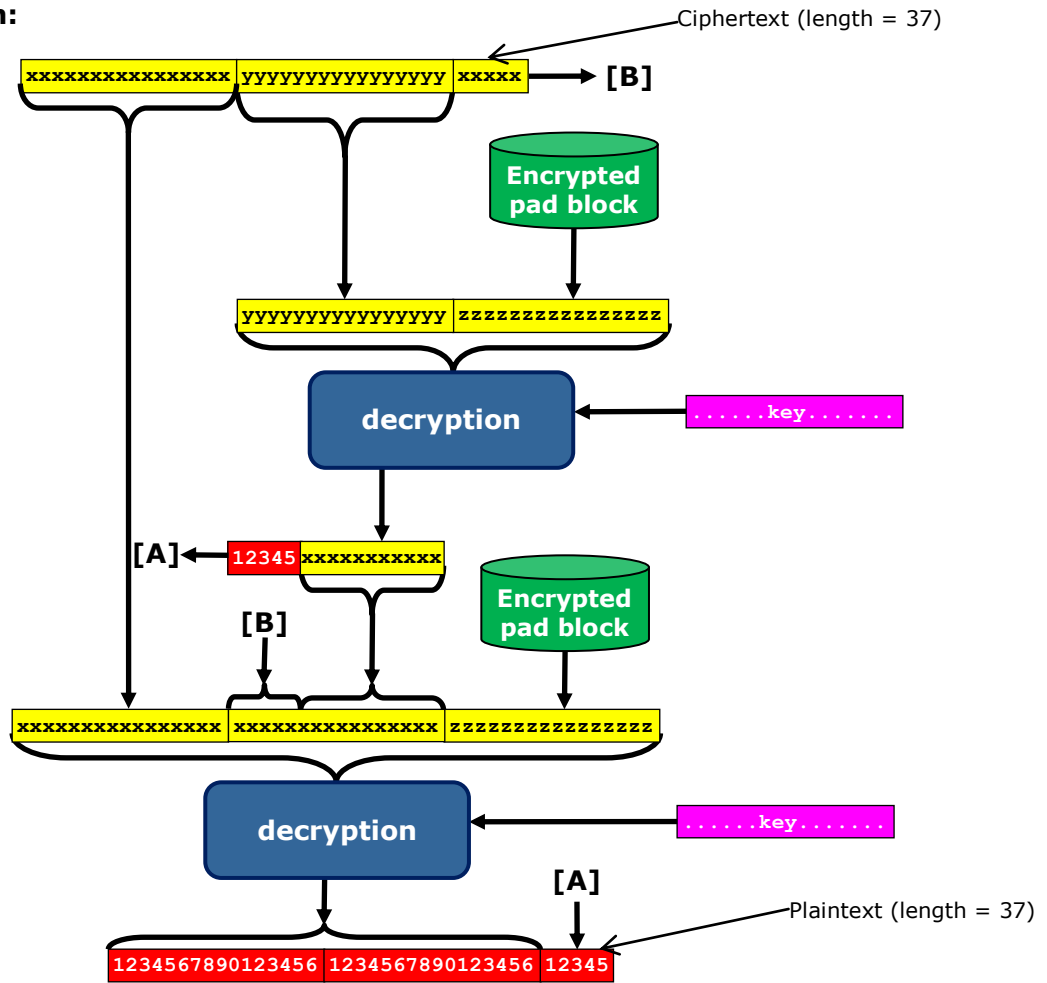 n:
Ciphertext (length = 37)
xxxxxxxxxxxxxxxx yyyyyyyyyyyyyyyy xxxxx [B]
Encrypted
pad block
yyyyyyyyyyyyyyyy zzzzzzzzzzzzzzzz
decryption
......key.......
[A] 12345 xxxxxxxxxxx
Encrypted
pad block
[B]
xxxxxxxxxxxxxxxx xxxxxxxxxxxxxxxx zzzzzzzzzzzzzzzz
decryption
......key.......
[A]
Plaintext (length = 37)
1234567890123456 1234567890123456 12345